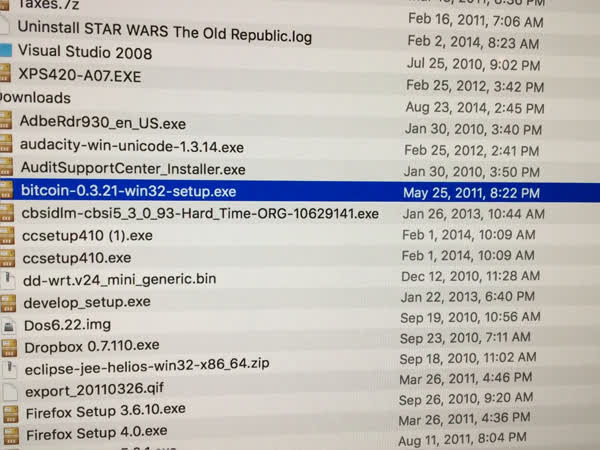 Taxes.7z Feb 16, 2011, 7:06 AM
Uninstall STAR WARS The Old Republic.log Feb 2, 2014, 8:23 AM
Visual Studio 2008 Jul 25, 2010, 9:02 PM
XPS420-A07.EXE Feb 25, 2012, 3:42 PM
Downloads Aug 23, 2014, 2:45 PM
AdbeRdr930_en_US.exe Jan 30, 2010, 3:40 PM
audacity-win-unicode-1.3.14.exe Feb 25, 2012, 2:41 PM
AuditSupportCenter_Installer.exe Jan 30, 2010, 3:50 PM
bitcoin-0.3.21-win32-setup.exe May 25, 2011, 8:22 PM
cbsidlm-cbsi5_3_0_93-Hard_Time-ORG-10629141.exe Jan 26, 2013, 10:44 AM
ccsetup410 (1).exe Feb 1, 2014, 10:09 AM
ccsetup410.exe Feb 1, 2014, 10:09 AM
dd-wrt.v24_mini_generic.bin Dec 12, 2010, 11:28 AM
develop_setup.exe Jan 22, 2013, 6:40 PM
Dos6.22.img Sep 19, 2010, 10:56 AM
Dropbox 0.7.110.exe Sep 23, 2010, 7:11 AM
eclipse-jee-helios-win32-x86_64.zip Sep 18, 2010, 11:02 AM
export_20110326.qif Mar 26, 2011, 4:46 PM
Firefox Setup 3.6.10.exe Sep 26, 2010, 9:20 AM
Firefox Setup 4.0.exe Mar 26, 2011, 4:36 PM
Aug 11, 2011, 8:04 PM